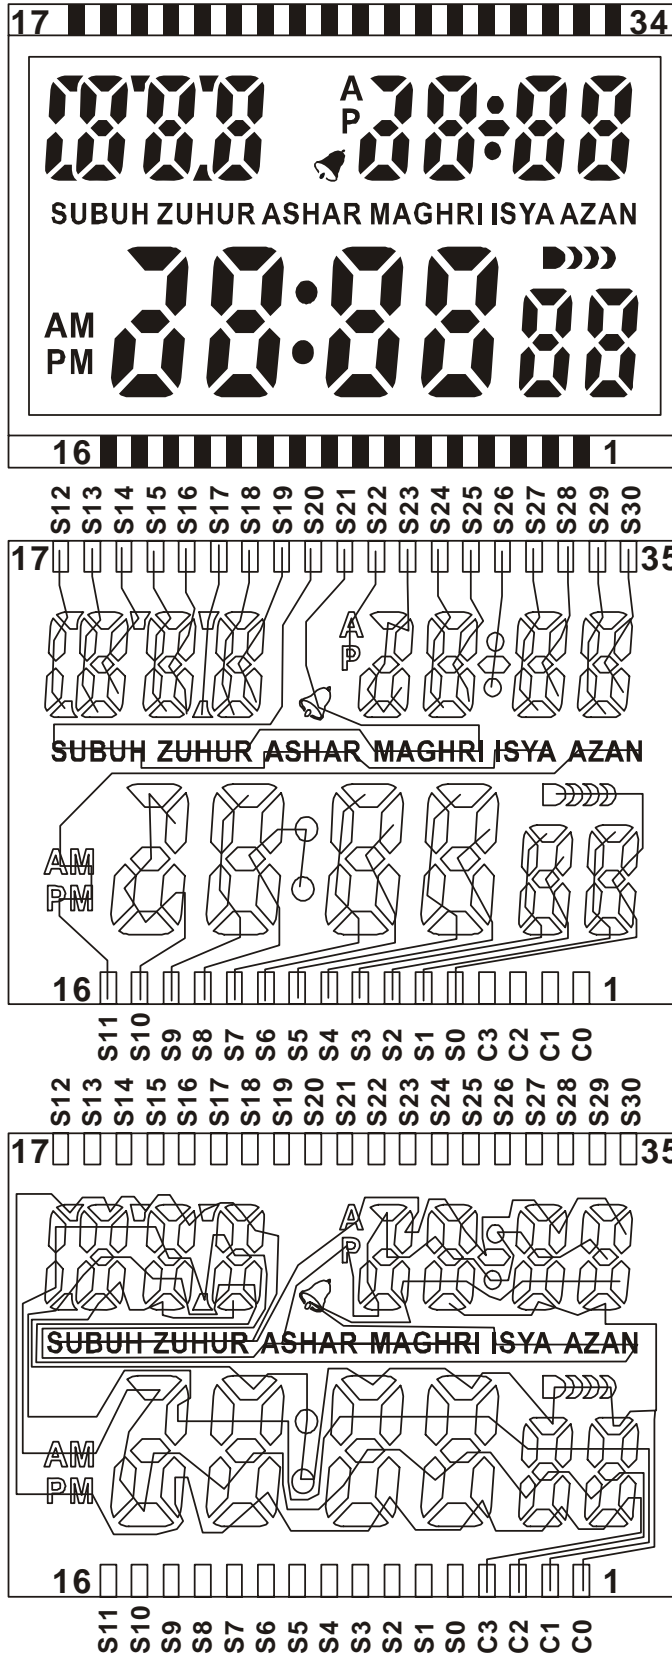 17 34
A
P
SUBUH ZUHUR ASHAR MAGHRI ISYA AZAN
AM
PM
16 1
S12 S13 S14 S15 S16 S17 S18 S19 S20 S21 S22 S23 S24 S25 S26 S27 S28 S29 S30
17 35
A
P
SUBUH ZUHUR ASHAR MAGHRI ISYA AZAN
AM
PM
16 1
S11 S10 S9 S8 S7 S6 S5 S4 S3 S2 S1 S0 C3 C2 C1 C0
S12 S13 S14 S15 S16 S17 S18 S19 S20 S21 S22 S23 S24 S25 S26 S27 S28 S29 S30
17 35
A
P
SUBUH ZUHUR ASHAR MAGHRI ISYA AZAN
AM
PM
16 1
S11 S10 S9 S8 S7 S6 S5 S4 S3 S2 S1 S0 C3 C2 C1 C0